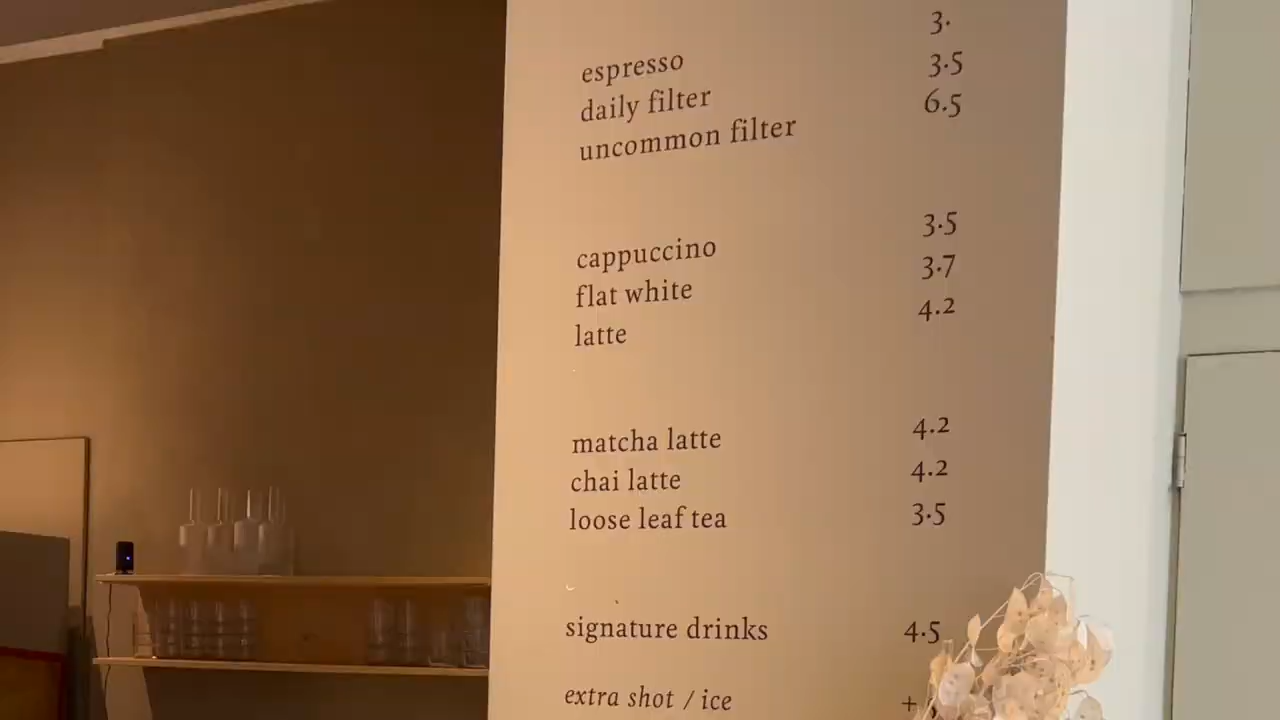 espresso 3.
daily filter 3.5
uncommon filter 6.5
cappuccino 3.5
flat white 3.7
latte 4.2
matcha latte 4.2
chai latte 4.2
loose leaf tea 3.5
signature drinks 4.5
extra shot / ice +